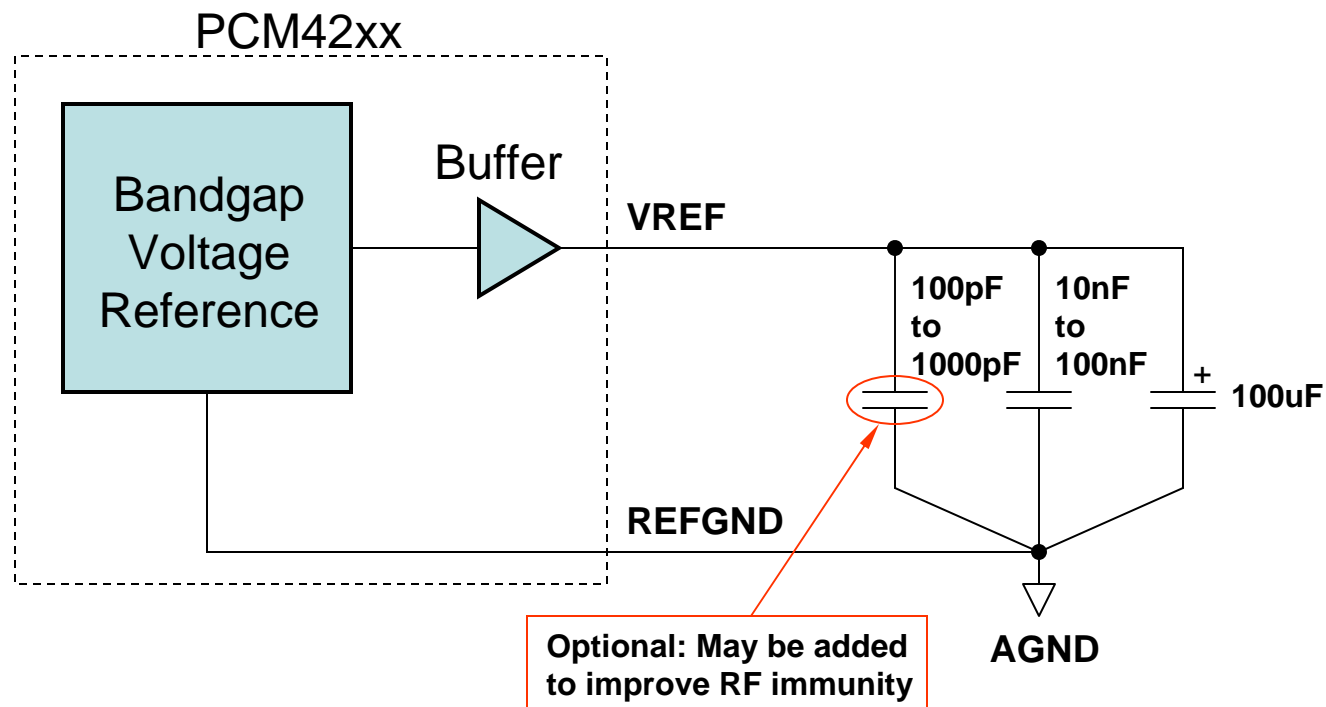 PCM42xx
Bandgap
Voltage
Reference
Buffer
VREF
100pF
to
1000pF
10nF
to
100nF
+
100uF
REFGND
AGND
Optional: May be added
to improve RF immunity